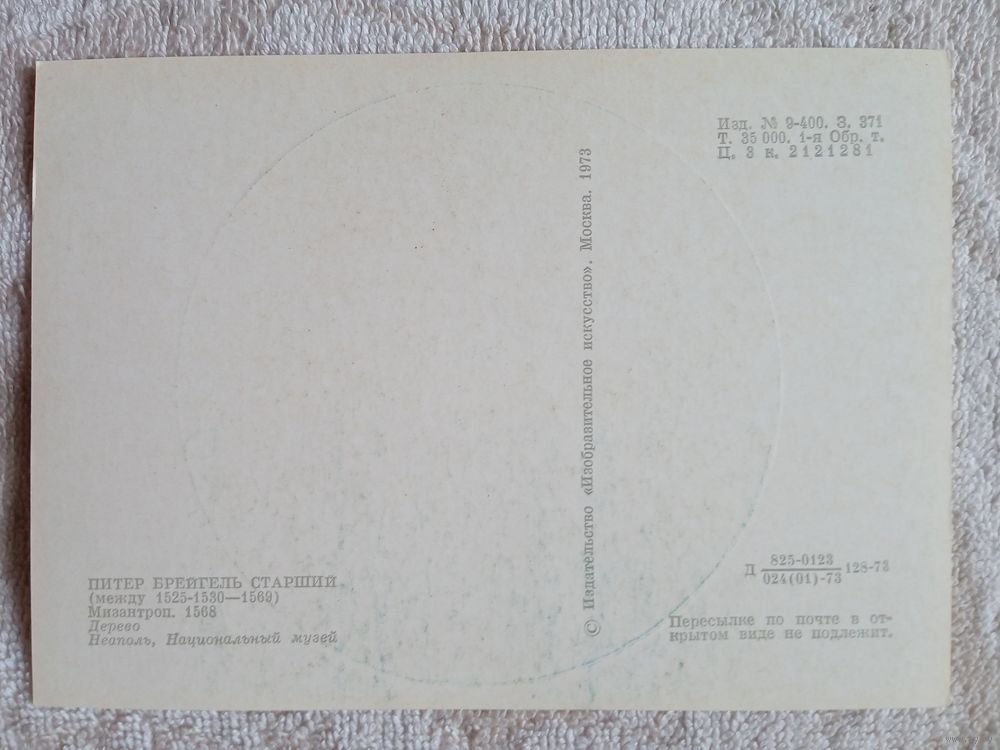 Изд. № 9-400. З. 371
Т. 35 000. 1-я Обр. т.
Ц. 3 к. 2121281
© Издательство «Изобразительное искусство». Москва. 1973
ПИТЕР БРЕЙГЕЛЬ СТАРШИЙ
(между 1525-1530—1569)
Мизантроп. 1568
Дерево
Неаполь, Национальный музей
Д 825-0123
024(01)-73 128-73
Пересылке по почте в от-
крытом виде не подлежит.